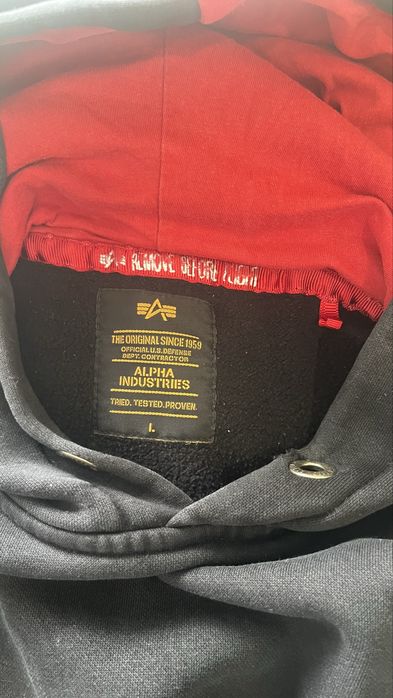 REMOVE BEFORE FLIGHT
THE ORIGINAL SINCE 1959
OFFICIAL U.S. DEFENSE
DEPT. CONTRACTOR
ALPHA
INDUSTRIES
TRIED. TESTED. PROVEN.
L